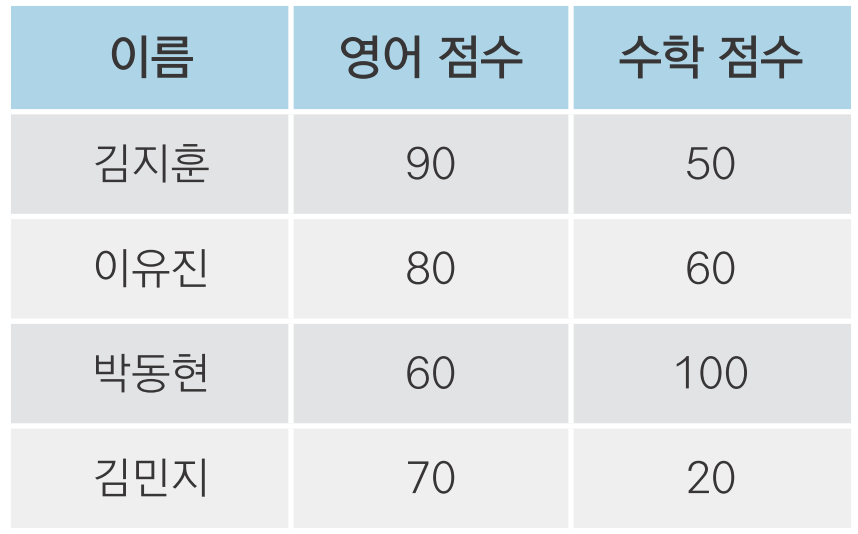 이름 영어 점수 수학 점수
김지훈 90 50
이유진 80 60
박동현 60 100
김민지 70 20